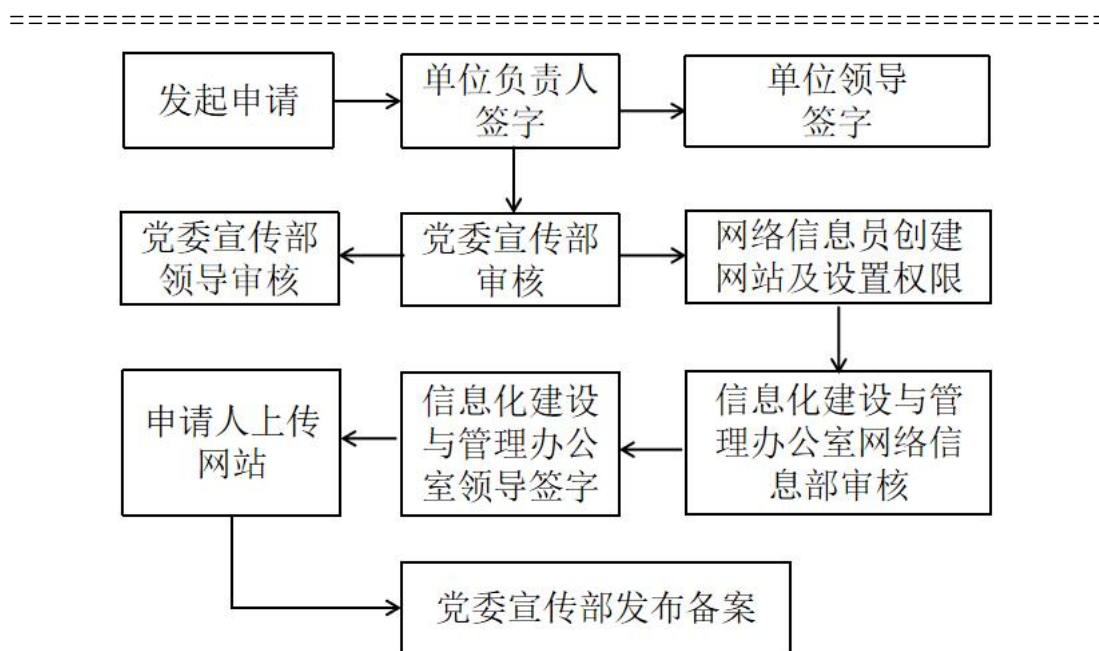 发起申请
单位负责人
签字
单位领导
签字
党委宣传部
领导审核
党委宣传部
审核
网络信息员创建
网站及设置权限
申请人上传
网站
信息化建设
与管理办公
室领导签字
信息化建设与管
理办公室网络信
息部审核
党委宣传部发布备案